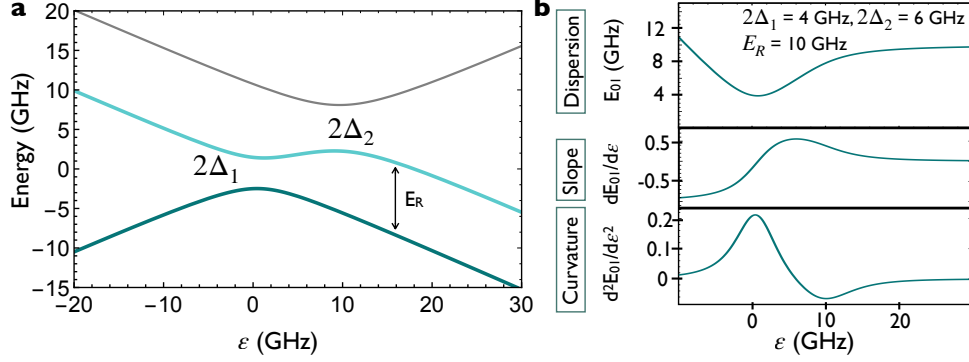 a
Energy (GHz)
20
15
10
5
0
-5
-10
-15
2Δ₁
2Δ₂
E_R
-20
-10
0
10
20
30
ε (GHz)
b
Dispersion
E₀₁ (GHz)
12
8
4
2Δ₁ = 4 GHz, 2Δ₂ = 6 GHz
E_R = 10 GHz
Slope
dE₀₁/dε
0.5
-0.5
Curvature
d²E₀₁/dε²
0.2
0.1
0
0
10
20
ε (GHz)